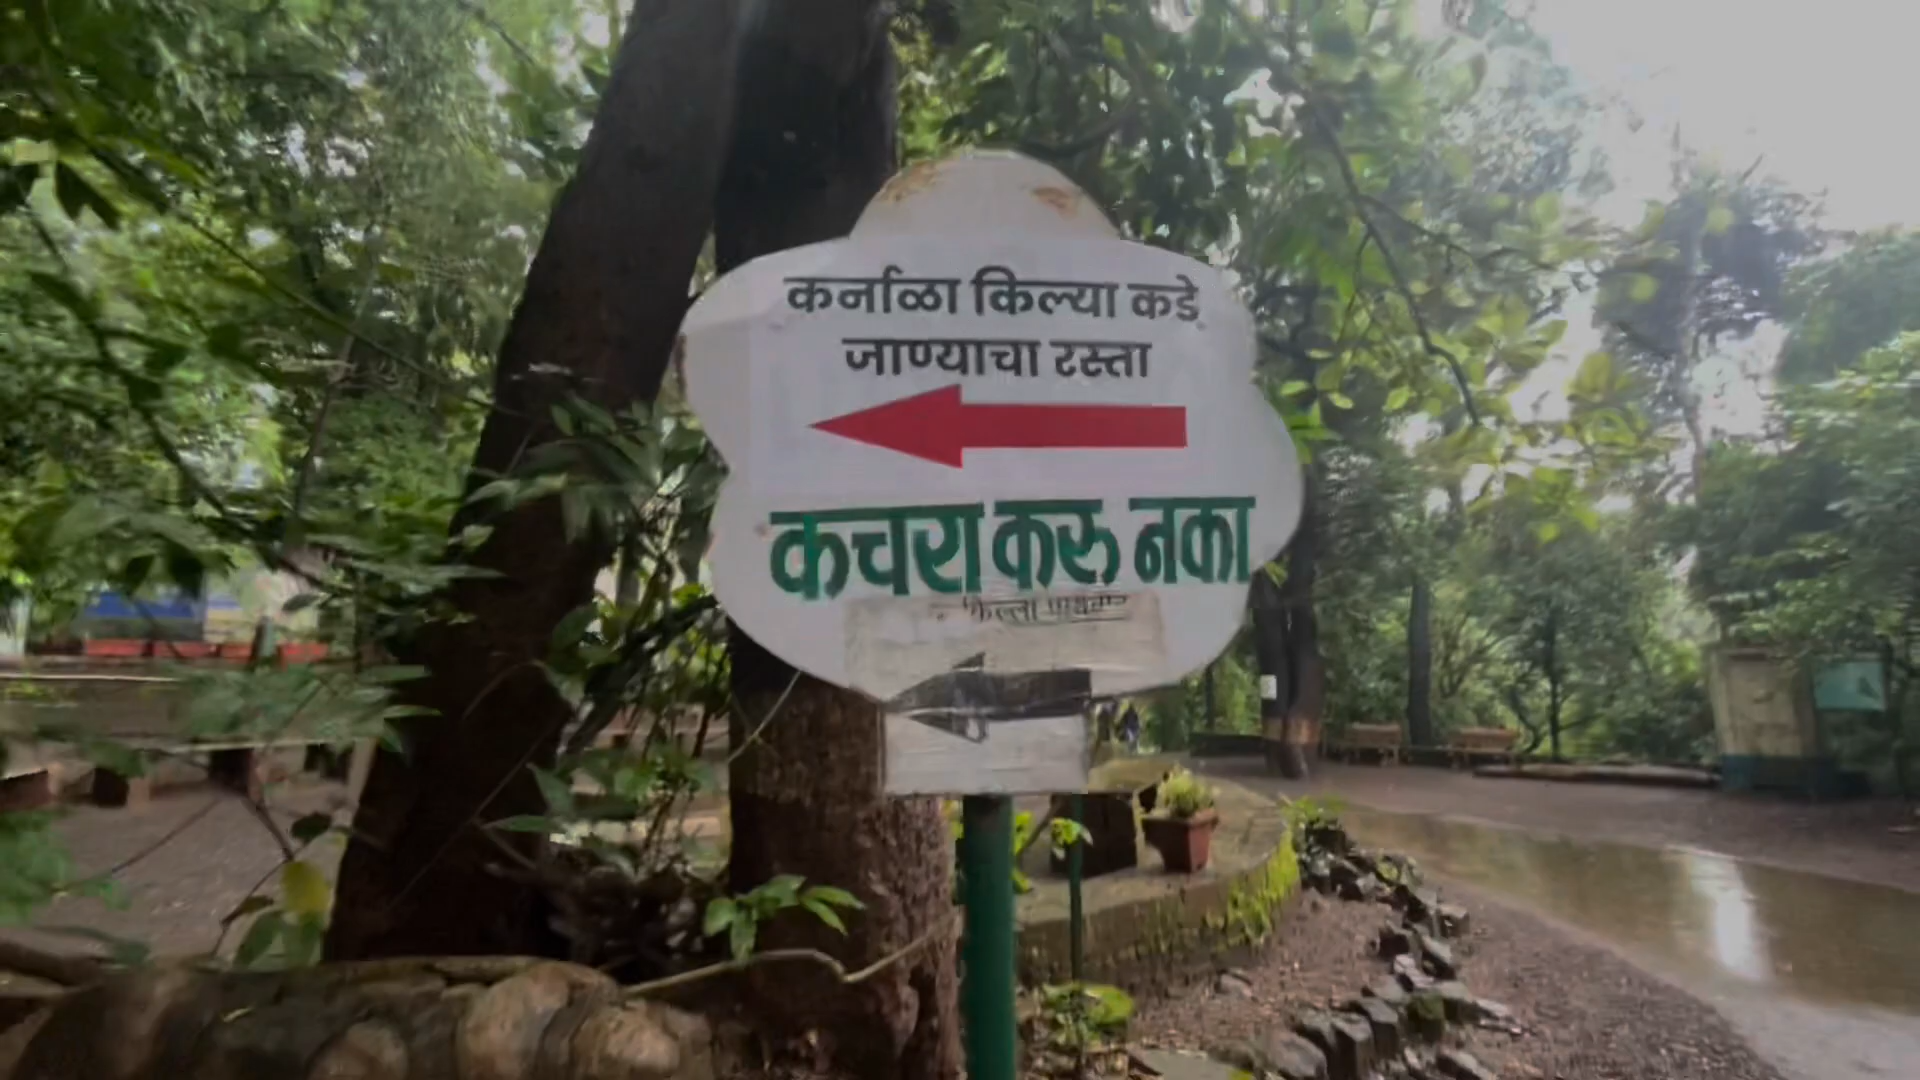 कर्नाळा किल्या कडे
जाण्याचा रस्ता
कचरा करू नका
किल्ला